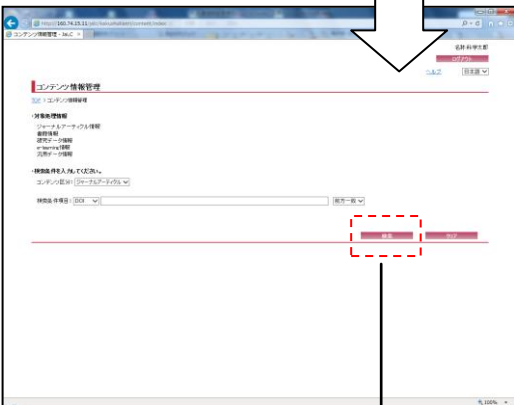 コンテンツ情報管理 - JaLC
名無 科学太郎
ログアウト
ヘルプ 日本語
コンテンツ情報管理
TOP > コンテンツ情報管理
・対象処理情報
ジャーナルアーティクル情報
書籍情報
研究データ情報
e-learning情報
汎用データ情報
・検索条件を入力してください。
コンテンツ区分: ジャーナルアーティクル
検索条件項目: DOI 前方一致
検索 クリア
100%